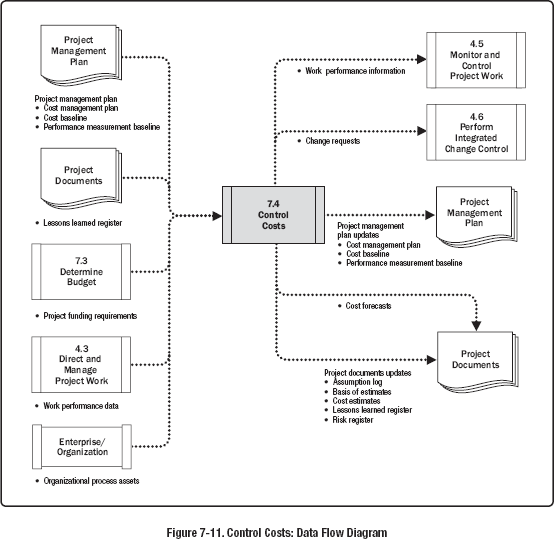 Project
Management
Plan
Project management plan
• Cost management plan
• Cost baseline
• Performance measurement baseline
Project
Documents
• Lessons learned register
7.3
Determine
Budget
• Project funding requirements
4.3
Direct and
Manage
Project Work
• Work performance data
Enterprise/
Organization
• Organizational process assets
7.4
Control
Costs
• Work performance information
4.5
Monitor and
Control
Project Work
• Change requests
4.6
Perform
Integrated
Change Control
Project management
plan updates
• Cost management plan
• Cost baseline
• Performance measurement baseline
Project
Management
Plan
• Cost forecasts
Project documents updates
• Assumption log
• Basis of estimates
• Cost estimates
• Lessons learned register
• Risk register
Project
Documents
Figure 7-11. Control Costs: Data Flow Diagram